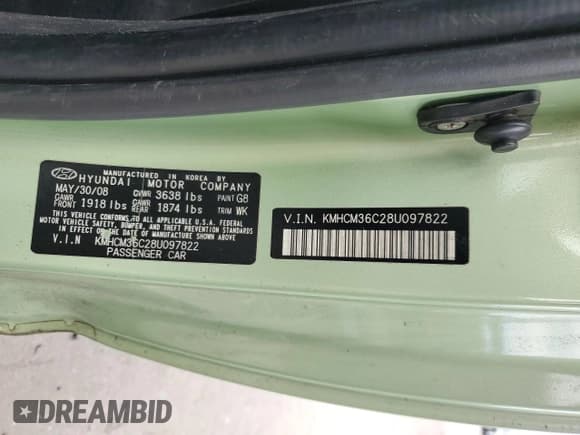 MANUFACTURED IN KOREA BY
HYUNDAI MOTOR COMPANY
MAY/30/08 GVWR 3638 lbs PAINT G8
GAWR FRONT 1918 lbs GAWR REAR 1874 lbs TRIM WK
THIS VEHICLE CONFORMS TO ALL APPLICABLE U.S.A. FEDERAL
MOTOR VEHICLE SAFETY, BUMPER, AND THEFT PREVENTION STANDARDS
IN EFFECT ON THE DATE OF MANUFACTURE SHOWN ABOVE
V.I.N KMHCM36C28U097822
PASSENGER CAR
V.I.N. KMHCM36C28U097822
DREAMBID